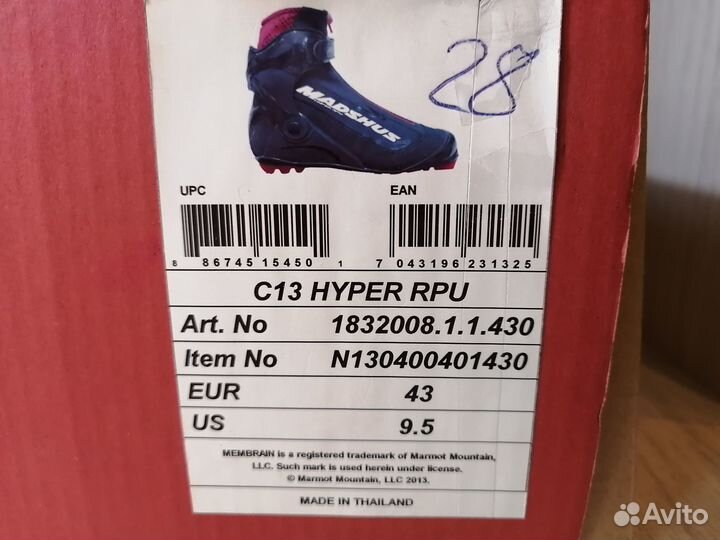 28
MADSHUS
UPC EAN
8 86745 15450 1 7 043196 231325
C13 HYPER RPU
Art. No 1832008.1.1.430
Item No N130400401430
EUR 43
US 9.5
MEMBRAIN is a registered trademark of Marmot Mountain,
LLC. Such mark is used herein under license.
© Marmot Mountain, LLC 2013.
MADE IN THAILAND
Avito